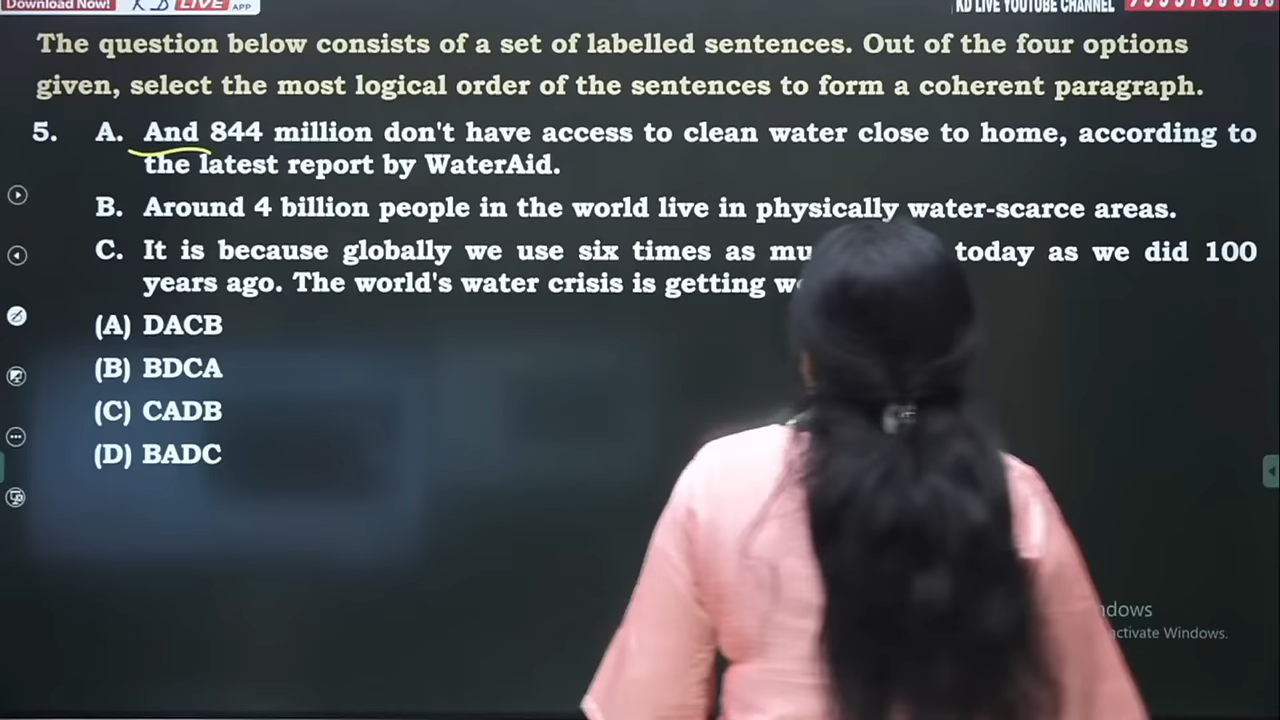 Download Now! KD LIVE APP
KD LIVE YOUTUBE CHANNEL
The question below consists of a set of labelled sentences. Out of the four options
given, select the most logical order of the sentences to form a coherent paragraph.
5. A. And 844 million don't have access to clean water close to home, according to
the latest report by WaterAid.
B. Around 4 billion people in the world live in physically water-scarce areas.
C. It is because globally we use six times as today as we did 100
years ago. The world's water crisis is getting
(A) DACB
(B) BDCA
(C) CADB
(D) BADC
activate Windows.